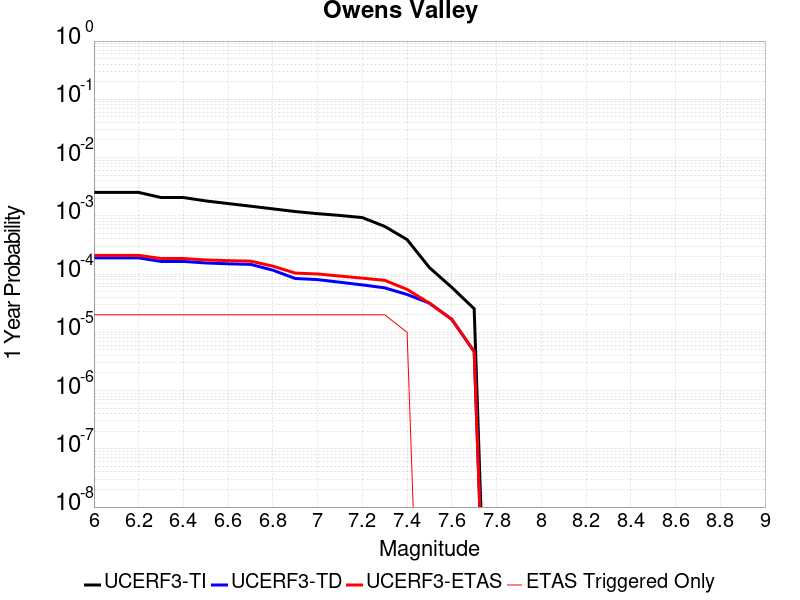 Owens Valley
10^0
10^-1
10^-2
10^-3
10^-4
10^-5
10^-6
10^-7
10^-8
1 Year Probability
6 6.2 6.4 6.6 6.8 7 7.2 7.4 7.6 7.8 8 8.2 8.4 8.6 8.8 9
Magnitude
UCERF3-TI UCERF3-TD UCERF3-ETAS ETAS Triggered Only